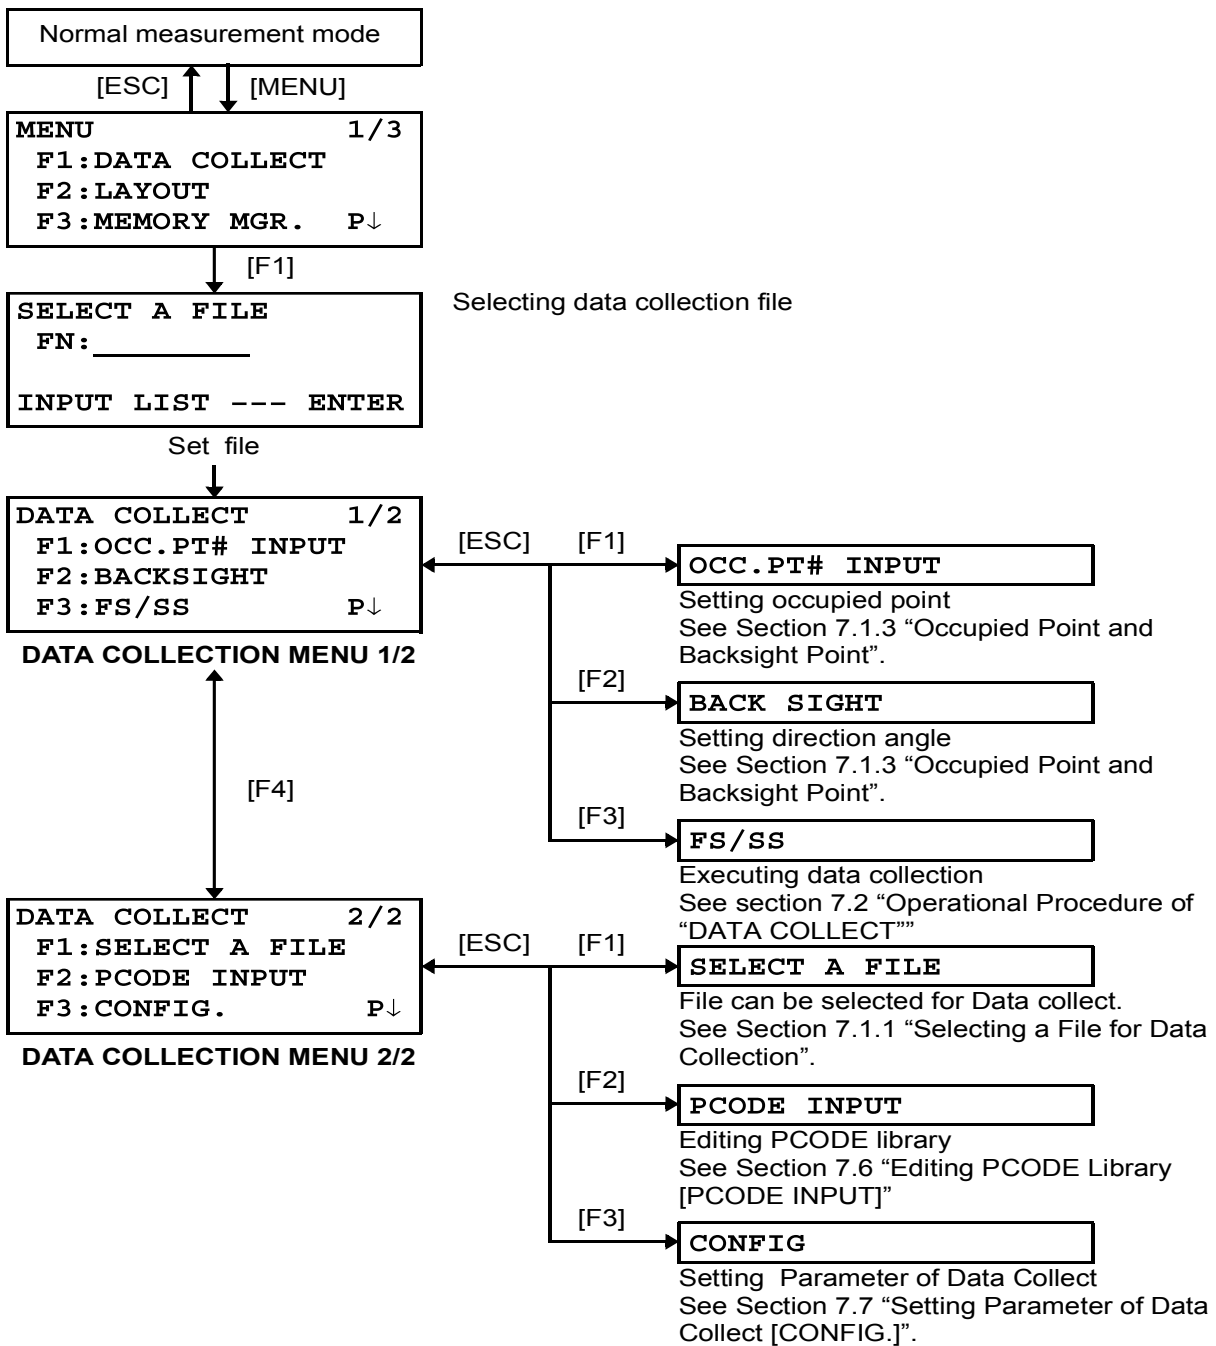 Normal measurement mode
[ESC] [MENU]
MENU 1/3
F1:DATA COLLECT
F2:LAYOUT
F3:MEMORY MGR. P↓
[F1]
SELECT A FILE
FN:
INPUT LIST --- ENTER
Selecting data collection file
Set file
DATA COLLECT 1/2
F1:OCC.PT# INPUT
F2:BACKSIGHT
F3:FS/SS P↓
DATA COLLECTION MENU 1/2
[ESC] [F1]
OCC.PT# INPUT
Setting occupied point
See Section 7.1.3 “Occupied Point and
Backsight Point”.
[F2]
BACK SIGHT
Setting direction angle
See Section 7.1.3 “Occupied Point and
Backsight Point”.
[F3]
FS/SS
Executing data collection
See section 7.2 “Operational Procedure of
“DATA COLLECT””
[F4]
DATA COLLECT 2/2
F1:SELECT A FILE
F2:PCODE INPUT
F3:CONFIG. P↓
DATA COLLECTION MENU 2/2
[ESC] [F1]
SELECT A FILE
File can be selected for Data collect.
See Section 7.1.1 “Selecting a File for Data
Collection”.
[F2]
PCODE INPUT
Editing PCODE library
See Section 7.6 “Editing PCODE Library
[PCODE INPUT]”
[F3]
CONFIG
Setting Parameter of Data Collect
See Section 7.7 “Setting Parameter of Data
Collect [CONFIG.]”.